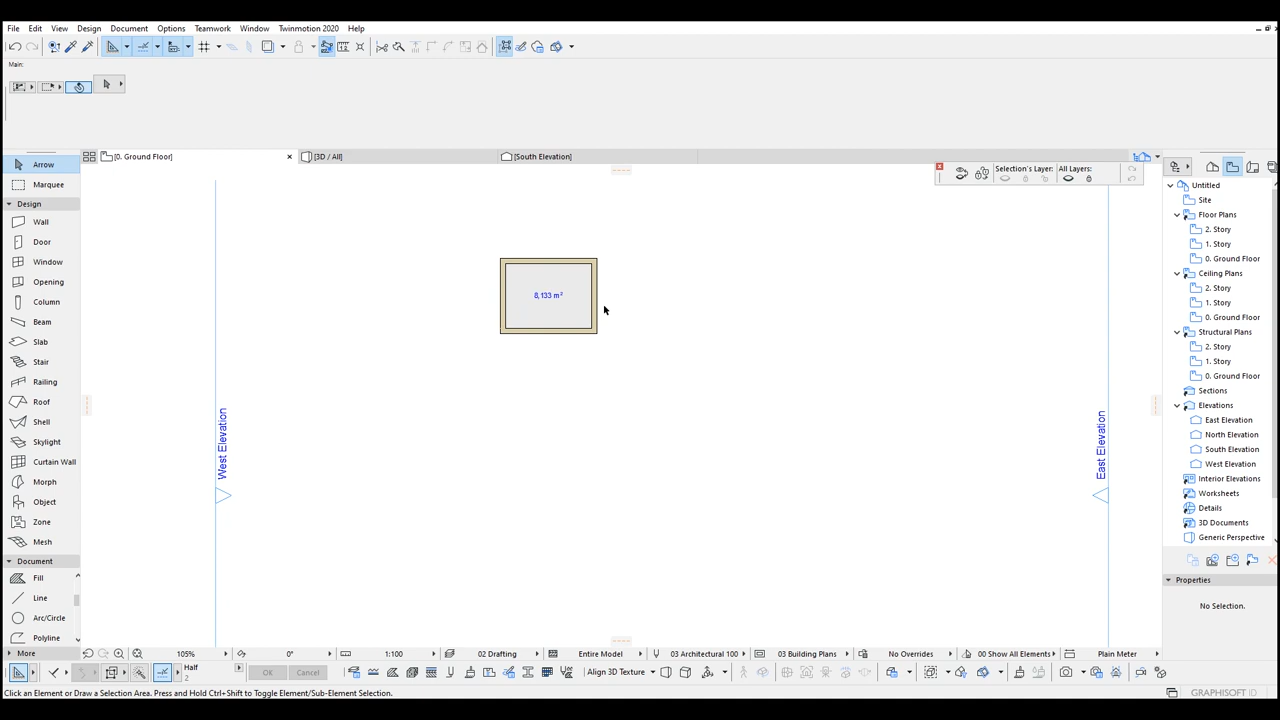 File Edit View Design Document Options Teamwork Window Twinmotion 2020 Help
Main:
[0. Ground Floor]
[3D / All]
[South Elevation]
Selection's Layer:
All Layers:
Arrow
Marquee
Design
Wall
Door
Window
Opening
Column
Beam
Slab
Stair
Railing
Roof
Shell
Skylight
Curtain Wall
Morph
Object
Zone
Mesh
Document
Fill
Line
Arc/Circle
Polyline
More
8,133 m²
West Elevation
East Elevation
Untitled
Site
Floor Plans
2. Story
1. Story
0. Ground Floor
Ceiling Plans
2. Story
1. Story
0. Ground Floor
Structural Plans
2. Story
1. Story
0. Ground Floor
Sections
Elevations
East Elevation
North Elevation
South Elevation
West Elevation
Interior Elevations
Worksheets
Details
3D Documents
Generic Perspective
Properties
No Selection.
105% 0° 1:100 02 Drafting Entire Model 03 Architectural 100 03 Building Plans No Overrides 00 Show All Elements Plain Meter
Half
2
OK
Cancel
Align 3D Texture
Click an Element or Draw a Selection Area. Press and Hold Ctrl+Shift to Toggle Element/Sub-Element Selection.
GRAPHISOFT ID